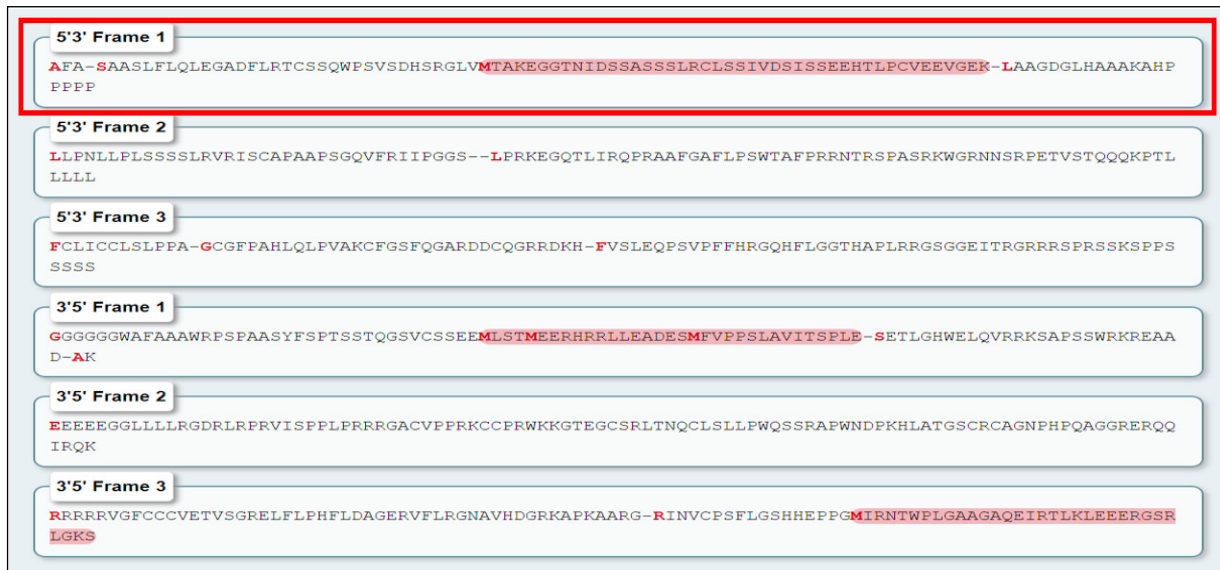 5'3' Frame 1
AFA-SAASLFLQLEGADFLRTCSSQWPSVSDHSRGLVMTAKEGGTNIDSSASSSLRCLSSIVDSISSEEHTLPCVEEVGEK-LAAGDGLHAAAKAHP
PPPP
5'3' Frame 2
LLPNLLPLSSSSLRVRISCAPAAPSGQVFRIIPGGS--LPRKEGQTLIRQPRAAFGAFLPSWTAFPRRNTRSPASRKWGRNNSRPETVSTQQQKPTL
LLLL
5'3' Frame 3
FCLICCLSLPPA-GCGFPAHLQLPVAKCFGSFQGARDDCQGRRDKH-FVSLEQPSVPFFHRGQHFLGGTHAPLRRGSGGEITRGRRRSPRSSKSPPS
SSSS
3'5' Frame 1
GGGGGGWAFAAAWRPSPAASYFSPTSSTQGSVCSSEEMLSTMEERHRRLLEADESMFVPPSLAVITSPLE-SETLGHWELQVRRKSAPSSWRKREAA
D-AK
3'5' Frame 2
EEEEEGGLLLLRGDRLRPRVISPPLPRRRGACVPPRKCCPRWKKGTEGCSRLTNQCLSLLPWQSSRAPWNDPKHLATGSCRCAGNPHPQAGGRERQQ
IRQK
3'5' Frame 3
RRRRRVGFCCCVETVSGRELFLPHFLDAGERVFLRGNAVHDGRKAPKAARG-RINVCPSFLGSHHEPPGMIRNTWPLGAAGAQEIRTLKLEEERGSR
LGKS